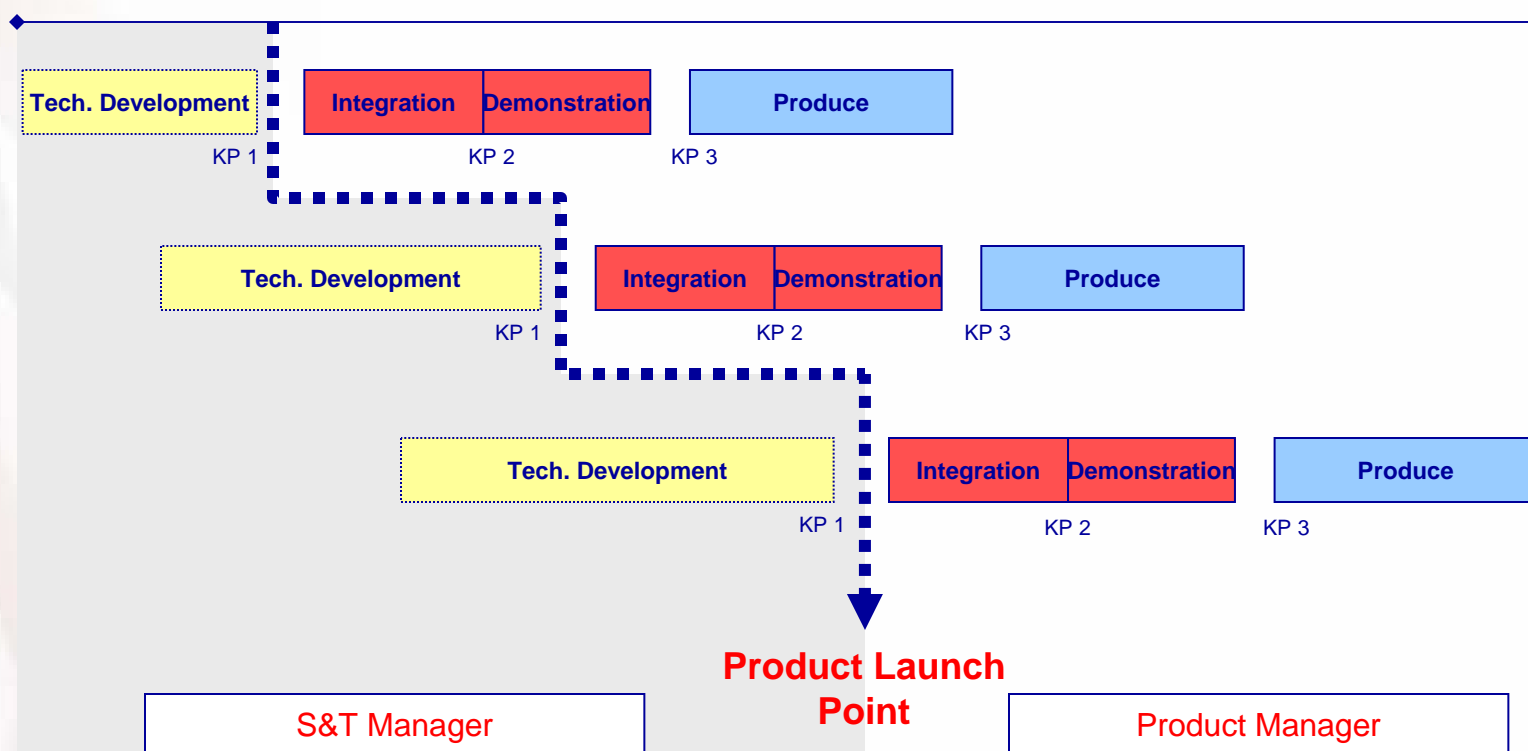 Tech. Development
Integration
Demonstration
Produce
KP 1
KP 2
KP 3
Tech. Development
Integration
Demonstration
Produce
KP 1
KP 2
KP 3
Tech. Development
Integration
Demonstration
Produce
KP 1
KP 2
KP 3
Product Launch
Point
S&T Manager
Product Manager